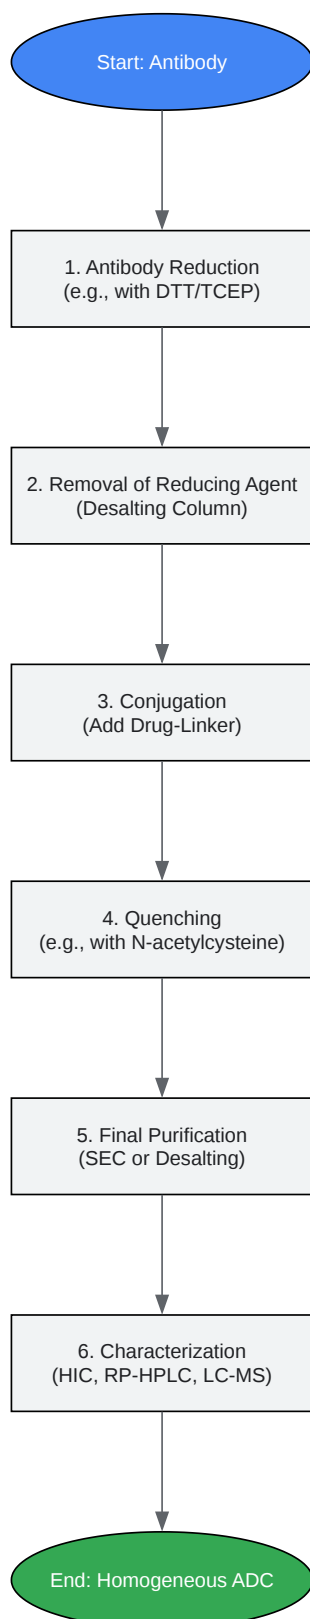 Start: Antibody
1. Antibody Reduction
(e.g., with DTT/TCEP)
2. Removal of Reducing Agent
(Desalting Column)
3. Conjugation
(Add Drug-Linker)
4. Quenching
(e.g., with N-acetylcysteine)
5. Final Purification
(SEC or Desalting)
6. Characterization
(HIC, RP-HPLC, LC-MS)
End: Homogeneous ADC